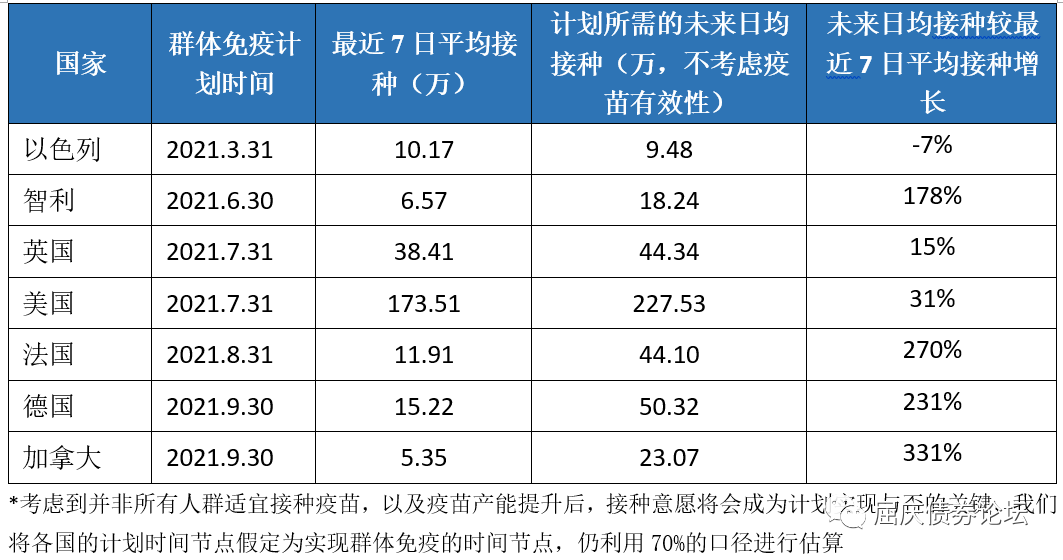 国家 群体免疫计划时间 最近7日平均接种（万） 计划所需的未来日均接种（万，不考虑疫苗有效性） 未来日均接种较最近7日平均接种增长
以色列 2021.3.31 10.17 9.48 -7%
智利 2021.6.30 6.57 18.24 178%
英国 2021.7.31 38.41 44.34 15%
美国 2021.7.31 173.51 227.53 31%
法国 2021.8.31 11.91 44.10 270%
德国 2021.9.30 15.22 50.32 231%
加拿大 2021.9.30 5.35 23.07 331%
*考虑到并非所有人群适宜接种疫苗，以及疫苗产能提升后，接种意愿将会成为计划实现与否的关键。我们
将各国的计划时间节点假定为实现群体免疫的时间节点，仍利用70%的口径进行估算
屈庆债券论坛